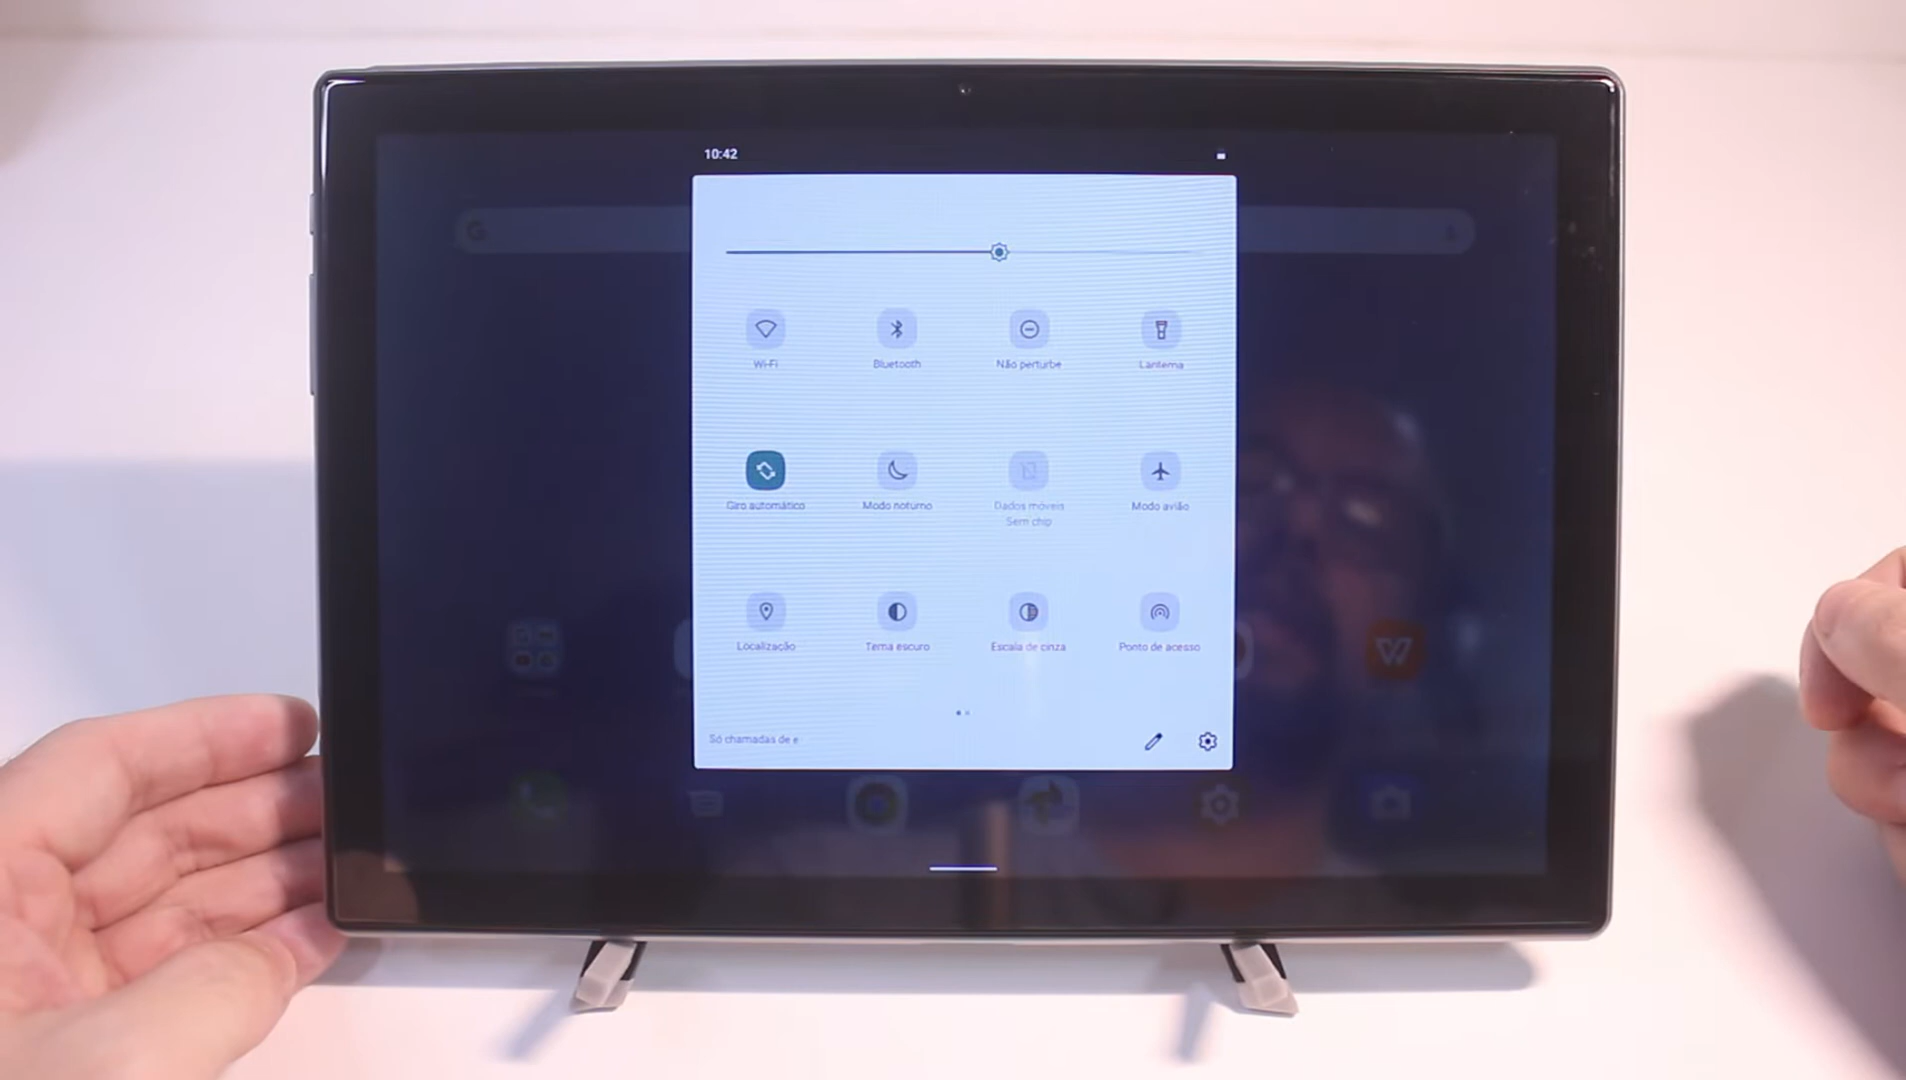 10:42
Wi-Fi
Bluetooth
Não perturbe
Lanterna
Giro automático
Modo noturno
Dados móveis
Sem chip
Modo avião
Localização
Tema escuro
Escala de cinza
Ponto de acesso
Só chamadas de e